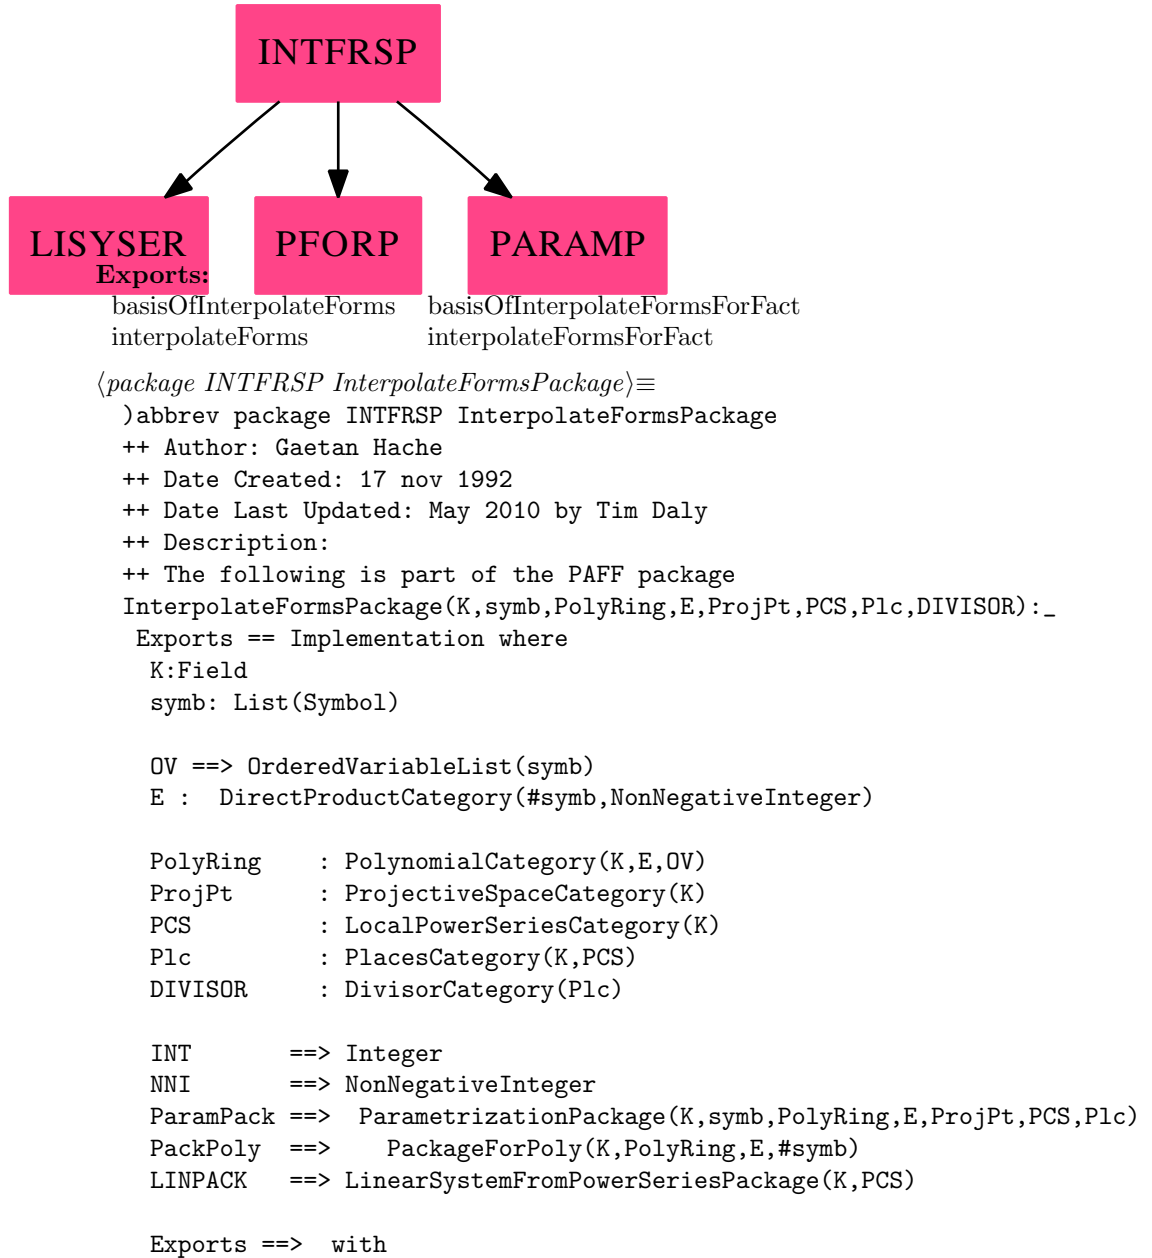 INTFRSP
LISYSER PFORP PARAMP
Exports:
basisOfInterpolateForms basisOfInterpolateFormsForFact
interpolateForms interpolateFormsForFact
⟨package INTFRSP InterpolateFormsPackage⟩≡
)abbrev package INTFRSP InterpolateFormsPackage
++ Author: Gaetan Hache
++ Date Created: 17 nov 1992
++ Date Last Updated: May 2010 by Tim Daly
++ Description:
++ The following is part of the PAFF package
InterpolateFormsPackage(K,symb,PolyRing,E,ProjPt,PCS,Plc,DIVISOR):_
Exports == Implementation where
K:Field
symb: List(Symbol)
OV ==> OrderedVariableList(symb)
E : DirectProductCategory(#symb,NonNegativeInteger)
PolyRing : PolynomialCategory(K,E,OV)
ProjPt : ProjectiveSpaceCategory(K)
PCS : LocalPowerSeriesCategory(K)
Plc : PlacesCategory(K,PCS)
DIVISOR : DivisorCategory(Plc)
INT ==> Integer
NNI ==> NonNegativeInteger
ParamPack ==> ParametrizationPackage(K,symb,PolyRing,E,ProjPt,PCS,Plc)
PackPoly ==> PackageForPoly(K,PolyRing,E,#symb)
LINPACK ==> LinearSystemFromPowerSeriesPackage(K,PCS)
Exports ==> with